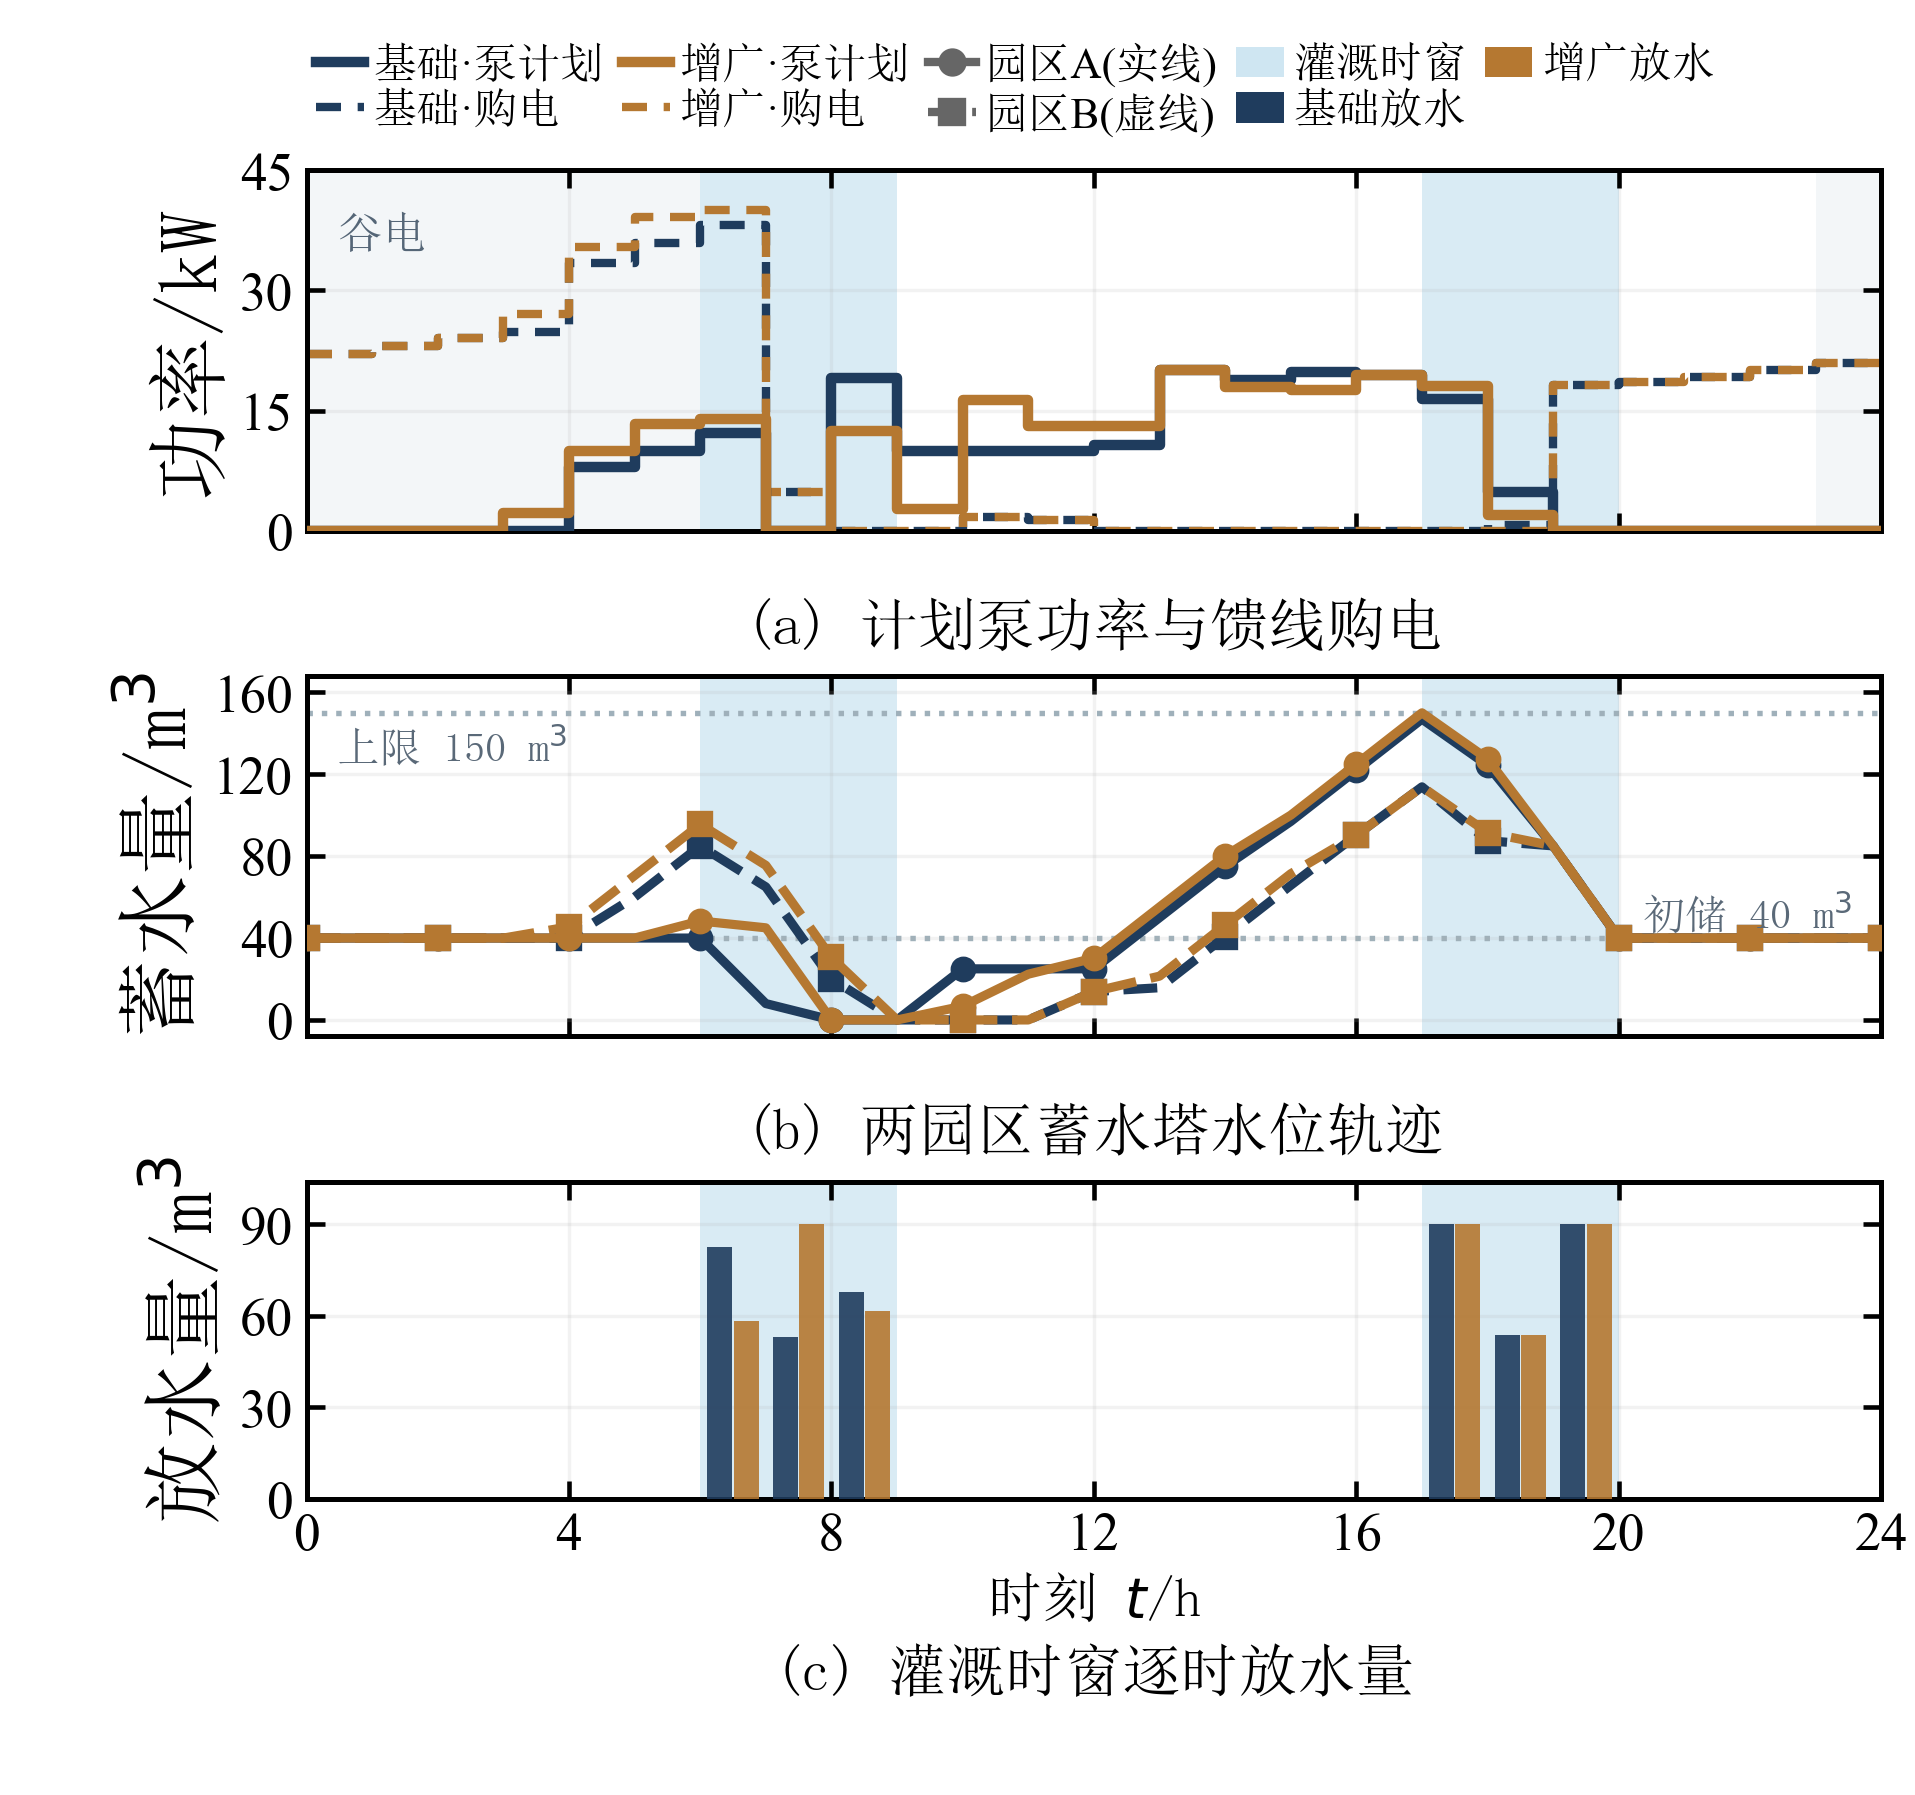 基础·泵计划 增广·泵计划 园区A(实线) 灌溉时窗 增广放水
基础·购电 增广·购电 园区B(虚线) 基础放水
45
30
15
0
功率/kW
谷电
(a) 计划泵功率与馈线购电
160
120
80
40
0
蓄水量/m³
上限 150 m³
初储 40 m³
(b) 两园区蓄水塔水位轨迹
90
60
30
0
放水量/m³
0 4 8 12 16 20 24
时刻 t/h
(c) 灌溉时窗逐时放水量